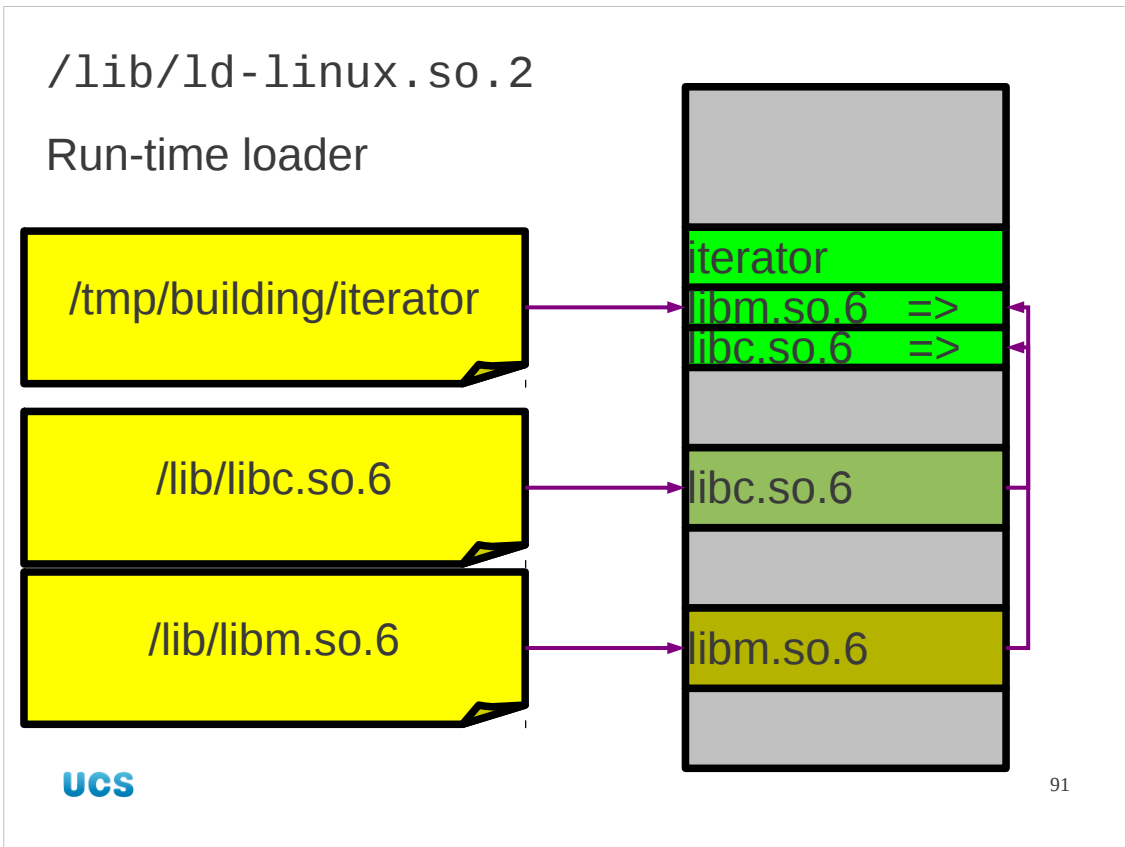 /lib/ld-linux.so.2
Run-time loader
/tmp/building/iterator
/lib/libc.so.6
/lib/libm.so.6
iterator
libm.so.6 =>
libc.so.6 =>
libc.so.6
libm.so.6
UCS
91